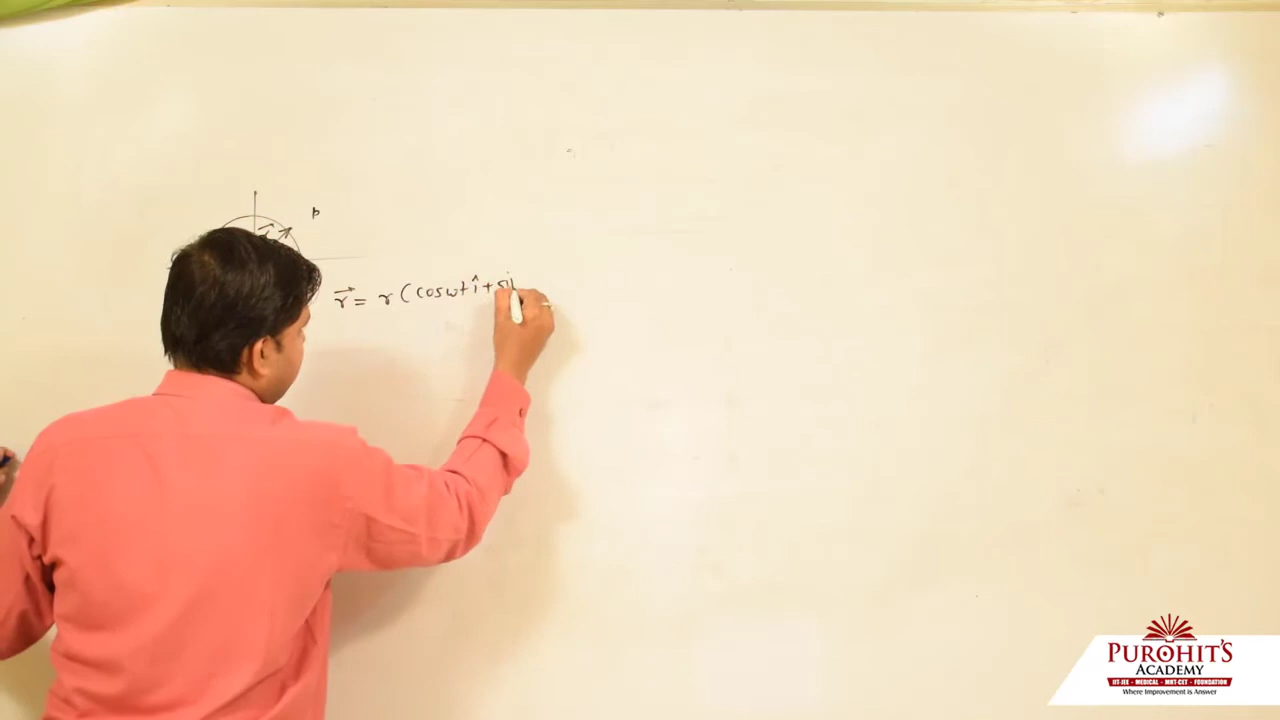 p
r⃗
r⃗ = r (cosωt î + si
PUROHIT'S
ACADEMY
IIT-JEE - MEDICAL - MHT-CET - FOUNDATION
Where Improvement is Answer